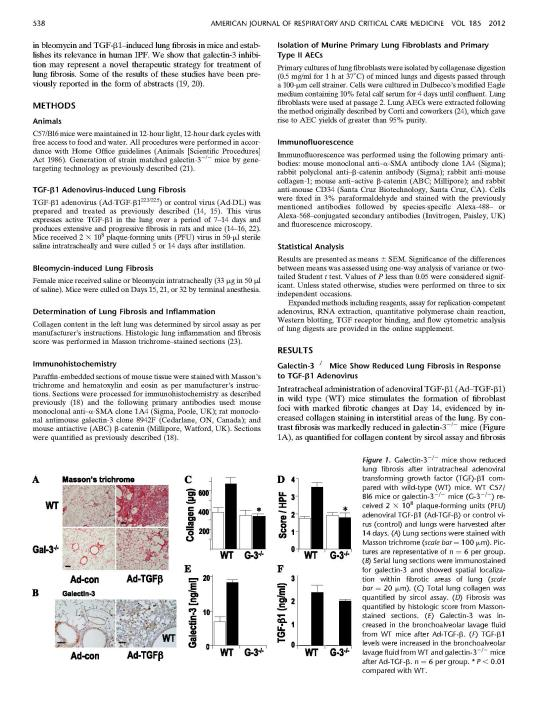 538
AMERICAN JOURNAL OF RESPIRATORY AND CRITICAL CARE MEDICINE VOL 185 2012
in bleomycin and TGF-β1–induced lung fibrosis in mice and estab-
lishes its relevance in human IPF. We show that galectin-3 inhibi-
tion may represent a novel therapeutic strategy for treatment of
lung fibrosis. Some of the results of these studies have been pre-
viously reported in the form of abstracts (19, 20).
METHODS
Animals
C57/Bl6 mice were maintained in 12-hour light, 12-hour dark cycles with
free access to food and water. All procedures were performed in accor-
dance with Home Office guidelines (Animals [Scientific Procedures]
Act 1986). Generation of strain matched galectin-3−/− mice by gene-
targeting technology as previously described (21).
TGF-β1 Adenovirus-induced Lung Fibrosis
TGF-β1 adenovirus (Ad-TGF-β1223/225) or control virus (Ad-DL) was
prepared and treated as previously described (14, 15). This virus
expresses active TGF-β1 in the lung over a period of 7–14 days and
produces extensive and progressive fibrosis in rats and mice (14–16, 22).
Mice received 2 × 108 plaque-forming units (PFU) virus in 50-μl sterile
saline intratracheally and were culled 5 or 14 days after instillation.
Bleomycin-induced Lung Fibrosis
Female mice received saline or bleomycin intratracheally (33 μg in 50 μl
of saline). Mice were culled on Days 15, 21, or 32 by terminal anesthesia.
Determination of Lung Fibrosis and Inflammation
Collagen content in the left lung was determined by sircol assay as per
manufacturer's instructions. Histologic lung inflammation and fibrosis
score was performed in Masson trichrome–stained sections (23).
Immunohistochemistry
Paraffin-embedded sections of mouse tissue were stained with Masson's
trichrome and hematoxylin and eosin as per manufacturer's instruc-
tions. Sections were processed for immunohistochemistry as described
previously (18) and the following primary antibodies used: mouse
monoclonal anti–α-SMA clone 1A4 (Sigma, Poole, UK); rat monoclo-
nal antimouse galectin-3 clone 8942F (Cedarlane, ON, Canada); and
mouse antiactive (ABC) β-catenin (Millipore, Watford, UK). Sections
were quantified as previously described (18).
Isolation of Murine Primary Lung Fibroblasts and Primary
Type II AECs
Primary cultures of lung fibroblasts were isolated by collagenase digestion
(0.5 mg/ml for 1 h at 37°C) of minced lungs and digests passed through
a 100-μm cell strainer. Cells were cultured in Dulbecco's modified Eagle
medium containing 10% fetal calf serum for 4 days until confluent. Lung
fibroblasts were used at passage 2. Lung AECs were extracted following
the method originally described by Corti and coworkers (24), which gave
rise to AEC yields of greater than 95% purity.
Immunofluorescence
Immunofluorescence was performed using the following primary anti-
bodies: mouse monoclonal anti–α-SMA antibody clone 1A4 (Sigma);
rabbit polyclonal anti–β-catenin antibody (Sigma); rabbit anti-mouse
collagen-1; mouse anti–active β-catenin (ABC; Millipore); and rabbit
anti-mouse CD34 (Santa Cruz Biotechnology, Santa Cruz, CA). Cells
were fixed in 3% paraformaldehyde and stained with the previously
mentioned antibodies followed by species-specific Alexa-488– or
Alexa-568–conjugated secondary antibodies (Invitrogen, Paisley, UK)
and fluorescence microscopy.
Statistical Analysis
Results are presented as means ± SEM. Significance of the differences
between means was assessed using one-way analysis of variance or two-
tailed Student t test. Values of P less than 0.05 were considered signif-
icant. Unless stated otherwise, studies were performed on three to six
independent occasions.
Expanded methods including reagents, assay for replication-competent
adenovirus, RNA extraction, quantitative polymerase chain reaction,
Western blotting, TGF receptor binding, and flow cytometric analysis
of lung digests are provided in the online supplement.
RESULTS
Galectin-3 / Mice Show Reduced Lung Fibrosis in Response
to TGF-β1 Adenovirus
Intratracheal administration of adenoviral TGF-β1 (Ad–TGF-β1)
in wild type (WT) mice stimulates the formation of fibroblast
foci with marked fibrotic changes at Day 14, evidenced by in-
creased collagen staining in interstitial areas of the lung. By con-
trast fibrosis was markedly reduced in galectin-3−/− mice (Figure
1A), as quantified for collagen content by sircol assay and fibrosis
A
Masson's trichrome
WT
Gal-3-/-
Ad-con Ad-TGFβ
B
Galectin-3
WT
Ad-con Ad-TGFβ
C
Collagen (μg)
600
400
200
*
WT G-3-/-
D
Score / HPF
4
3
2
1
0
*
WT G-3-/-
E
Galectin-3 [ng/ml]
20
10
0
WT G-3-/-
F
TGF-β1 (ng/ml)
3
2
1
0
WT G-3-/-
Figure 1. Galectin-3−/− mice show reduced
lung fibrosis after intratracheal adenoviral
transforming growth factor (TGF)-β1 com-
pared with wild-type (WT) mice. WT C57/
Bl6 mice or galectin-3−/− mice (G-3−/−) re-
ceived 2 × 108 plaque-forming units (PFU)
adenoviral TGF-β1 (Ad-TGF-β) or control vi-
rus (control) and lungs were harvested after
14 days. (A) Lung sections were stained with
Masson trichrome (scale bar = 100 μm). Pic-
tures are representative of n = 6 per group.
(B) Serial lung sections were immunostained
for galectin-3 and showed spatial localiza-
tion within fibrotic areas of lung (scale
bar = 20 μm). (C) Total lung collagen was
quantified by sircol assay. (D) Fibrosis was
quantified by histologic score from Masson-
stained sections. (E) Galectin-3 was in-
creased in the bronchoalveolar lavage fluid
from WT mice after Ad-TGF-β. (F) TGF-β1
levels were increased in the bronchoalveolar
lavage fluid from WT and galectin-3−/− mice
after Ad-TGF-β. n = 6 per group. * P < 0.01
compared with WT.